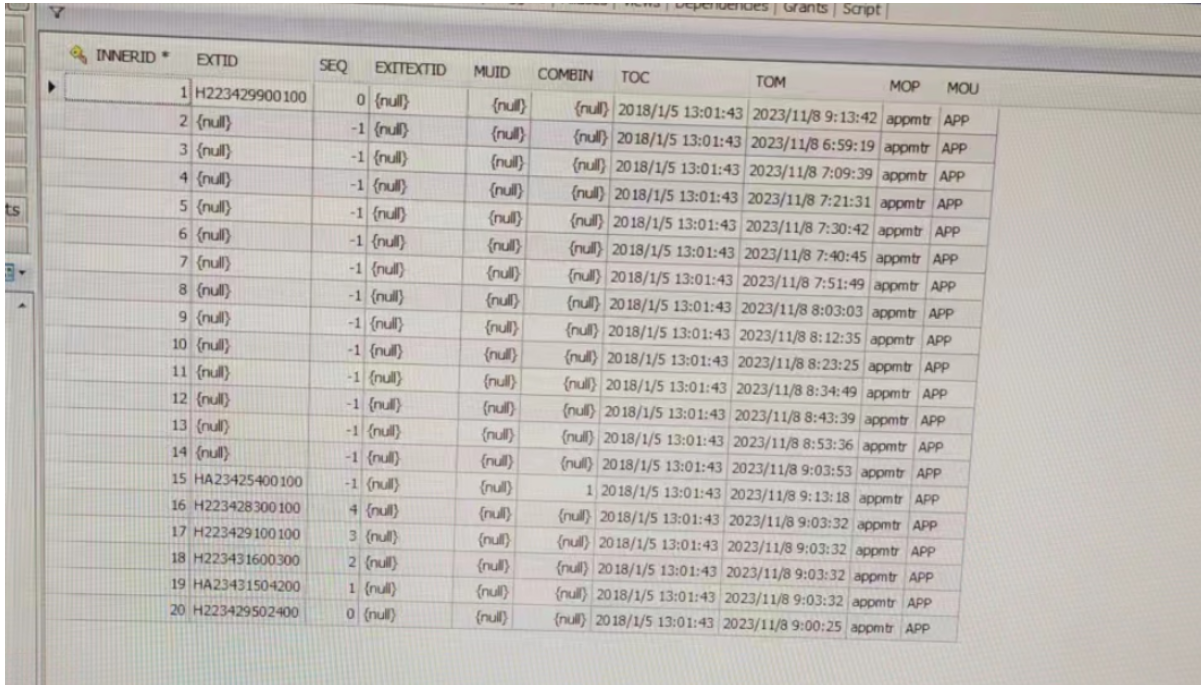 Views | Dependencies | Grants | Script |
INNERID * EXTID SEQ EXITEXTID MUID COMBIN TOC TOM MOP MOU
1 H223429900100 0 {null} {null} {null} 2018/1/5 13:01:43 2023/11/8 9:13:42 appmtr APP
2 {null} -1 {null} {null} {null} 2018/1/5 13:01:43 2023/11/8 6:59:19 appmtr APP
3 {null} -1 {null} {null} {null} 2018/1/5 13:01:43 2023/11/8 7:09:39 appmtr APP
4 {null} -1 {null} {null} {null} 2018/1/5 13:01:43 2023/11/8 7:21:31 appmtr APP
5 {null} -1 {null} {null} {null} 2018/1/5 13:01:43 2023/11/8 7:30:42 appmtr APP
6 {null} -1 {null} {null} {null} 2018/1/5 13:01:43 2023/11/8 7:40:45 appmtr APP
7 {null} -1 {null} {null} {null} 2018/1/5 13:01:43 2023/11/8 7:51:49 appmtr APP
8 {null} -1 {null} {null} {null} 2018/1/5 13:01:43 2023/11/8 8:03:03 appmtr APP
9 {null} -1 {null} {null} {null} 2018/1/5 13:01:43 2023/11/8 8:12:35 appmtr APP
10 {null} -1 {null} {null} {null} 2018/1/5 13:01:43 2023/11/8 8:23:25 appmtr APP
11 {null} -1 {null} {null} {null} 2018/1/5 13:01:43 2023/11/8 8:34:49 appmtr APP
12 {null} -1 {null} {null} {null} 2018/1/5 13:01:43 2023/11/8 8:43:39 appmtr APP
13 {null} -1 {null} {null} {null} 2018/1/5 13:01:43 2023/11/8 8:53:36 appmtr APP
14 {null} -1 {null} {null} {null} 2018/1/5 13:01:43 2023/11/8 9:03:53 appmtr APP
15 HA23425400100 -1 {null} {null} 1 2018/1/5 13:01:43 2023/11/8 9:13:18 appmtr APP
16 H223428300100 4 {null} {null} {null} 2018/1/5 13:01:43 2023/11/8 9:03:32 appmtr APP
17 H223429100100 3 {null} {null} {null} 2018/1/5 13:01:43 2023/11/8 9:03:32 appmtr APP
18 H223431600300 2 {null} {null} {null} 2018/1/5 13:01:43 2023/11/8 9:03:32 appmtr APP
19 HA23431504200 1 {null} {null} {null} 2018/1/5 13:01:43 2023/11/8 9:03:32 appmtr APP
20 H223429502400 0 {null} {null} {null} 2018/1/5 13:01:43 2023/11/8 9:00:25 appmtr APP
ts